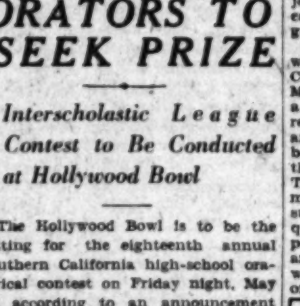 ORATORS TO
SEEK PRIZE
Interscholastic League
Contest to Be Conducted
at Hollywood Bowl
The Hollywood Bowl is to be the
ting for the eighteenth annual
uthern California high-school ora-
ical contest on Friday night, May
according to an announcement